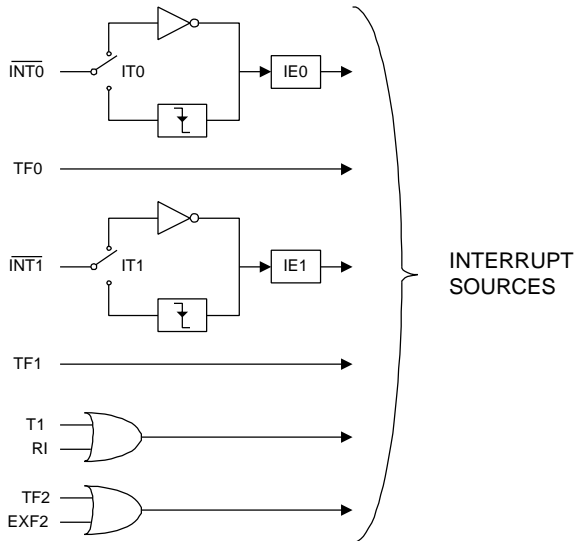 INT0
IT0
IE0
TF0
INT1
IT1
IE1
TF1
T1
RI
TF2
EXF2
INTERRUPT
SOURCES